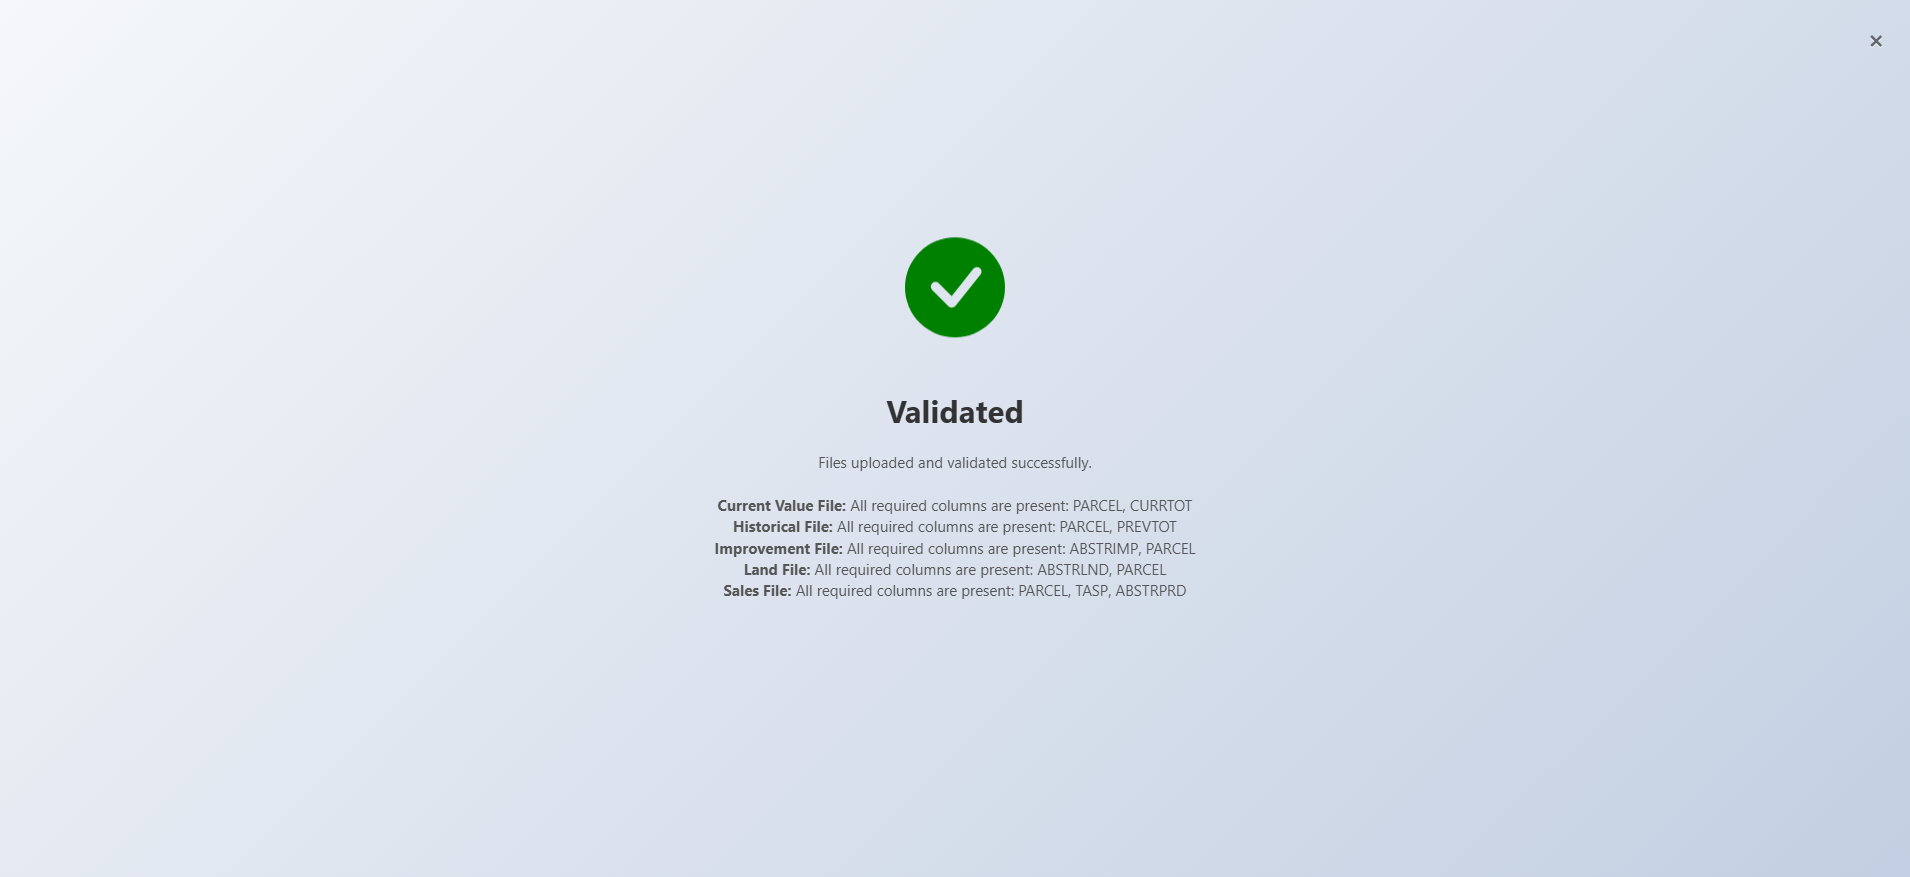 ×
Validated
Files uploaded and validated successfully.
Current Value File: All required columns are present: PARCEL, CURRTOT
Historical File: All required columns are present: PARCEL, PREVTOT
Improvement File: All required columns are present: ABSTRIMP, PARCEL
Land File: All required columns are present: ABSTRLND, PARCEL
Sales File: All required columns are present: PARCEL, TASP, ABSTRPRD